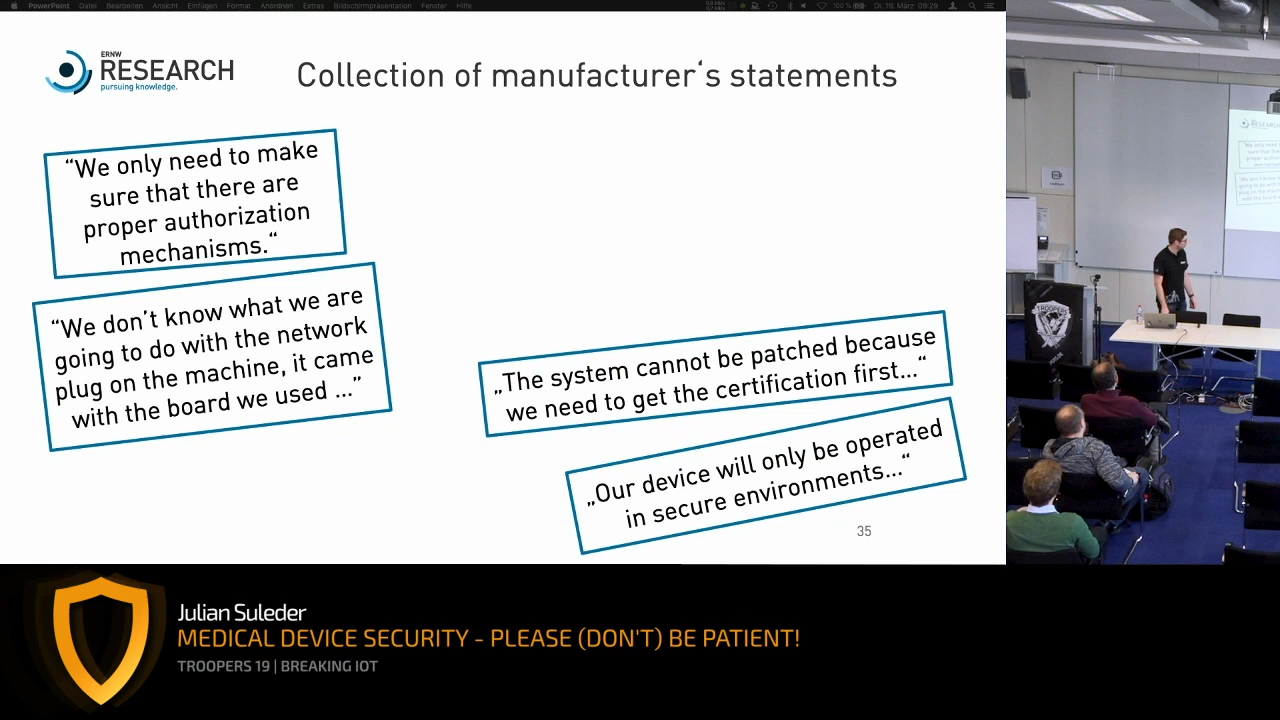 PowerPoint Datei Bearbeiten Ansicht Einfügen Format Anordnen Extras Bildschirmpräsentation Fenster Hilfe
100 % Di. 19. März 09:29
ERNW
RESEARCH
pursuing knowledge.
Collection of manufacturer‘s statements
“We only need to make
sure that there are
proper authorization
mechanisms.“
“We don’t know what we are
going to do with the network
plug on the machine, it came
with the board we used ...”
„The system cannot be patched because
we need to get the certification first...“
„Our device will only be operated
in secure environments...“
35
RESEARCH
TROOPERS
Julian Suleder
MEDICAL DEVICE SECURITY - PLEASE (DON'T) BE PATIENT!
TROOPERS 19 | BREAKING IOT